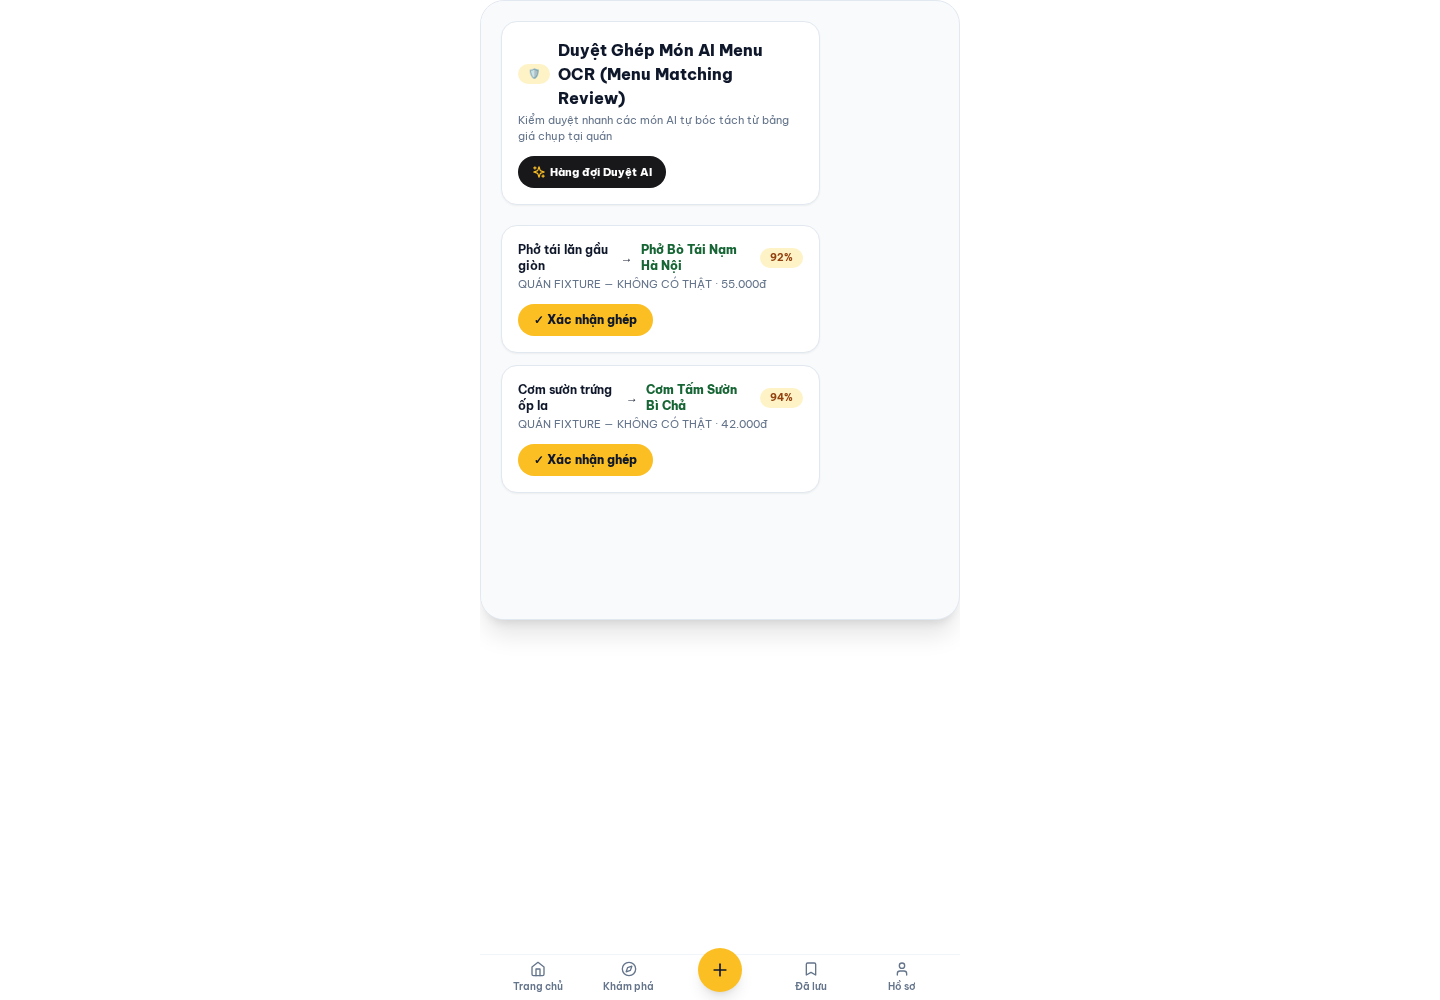 Duyệt Ghép Món AI Menu
OCR (Menu Matching
Review)
Kiểm duyệt nhanh các món AI tự bóc tách từ bảng
giá chụp tại quán
Hàng đợi Duyệt AI
Phở tái lăn gầu
giòn
→
Phở Bò Tái Nạm
Hà Nội
92%
QUÁN FIXTURE — KHÔNG CÓ THẬT · 55.000đ
✓ Xác nhận ghép
Cơm sườn trứng
ốp la
→
Cơm Tấm Sườn
Bì Chả
94%
QUÁN FIXTURE — KHÔNG CÓ THẬT · 42.000đ
✓ Xác nhận ghép
Trang chủ
Khám phá
Đã lưu
Hồ sơ